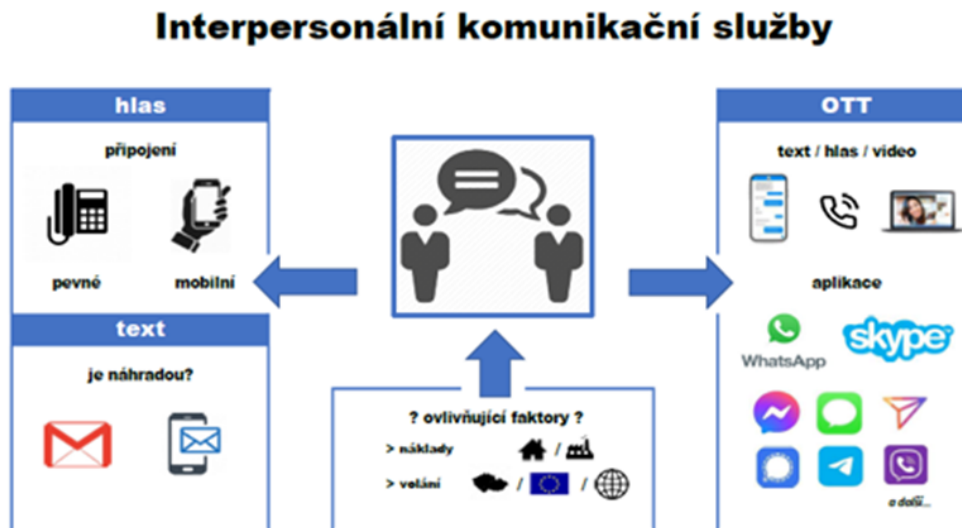 Interpersonální komunikační služby
hlas
připojení
pevné
mobilní
text
je náhradou?
? ovlivňující faktory ?
> náklady
/
> volání
/
/
OTT
text / hlas / video
aplikace
WhatsApp
skype
a další...